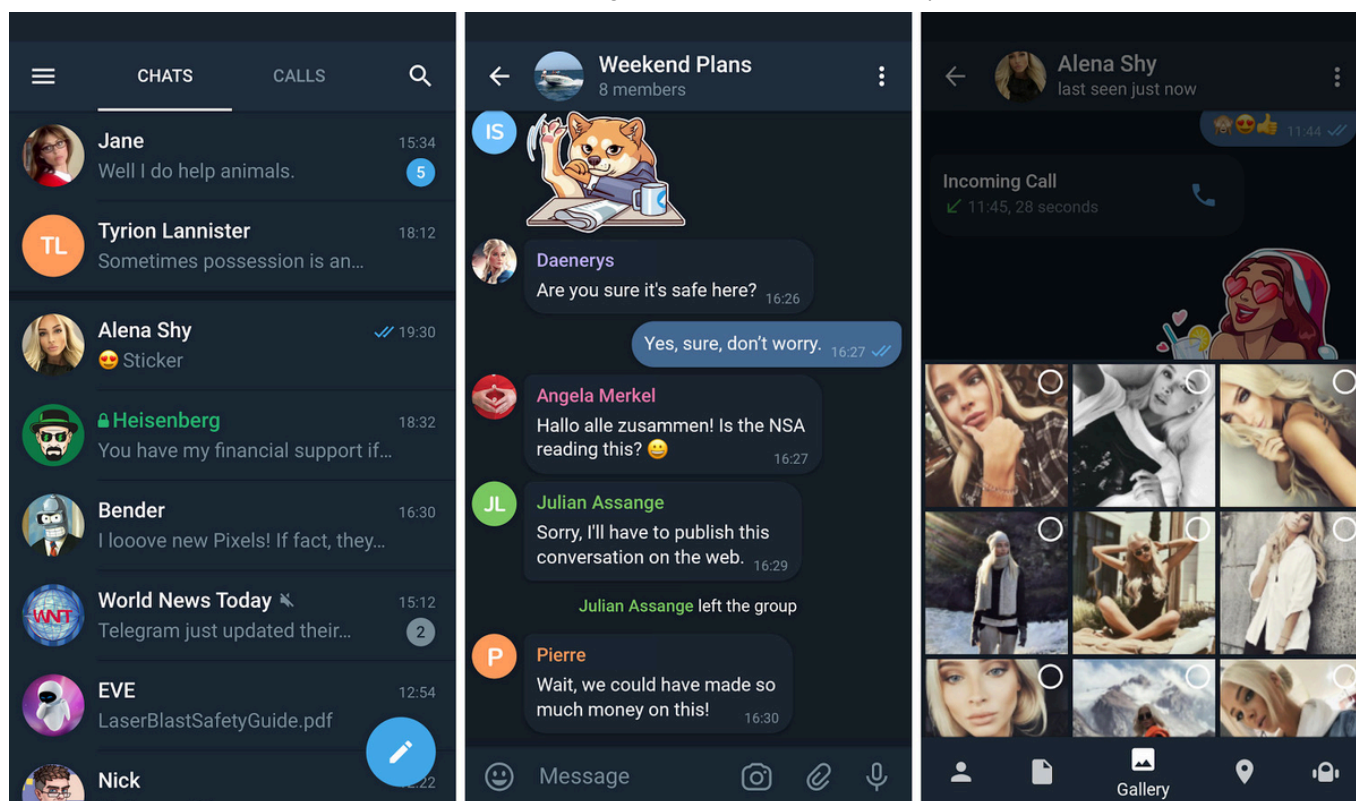 CHATS
CALLS
Jane
15:34
Well I do help animals.
5
TL
Tyrion Lannister
18:12
Sometimes possession is an…
Alena Shy
19:30
😍 Sticker
Heisenberg
18:32
You have my financial support if…
Bender
16:30
I looove new Pixels! If fact, they…
WNT
World News Today
15:12
Telegram just updated their…
2
EVE
12:54
LaserBlastSafetyGuide.pdf
Nick
Weekend Plans
8 members
IS
Daenerys
Are you sure it's safe here? 16:26
Yes, sure, don't worry. 16:27
Angela Merkel
Hallo alle zusammen! Is the NSA
reading this? 😀 16:27
JL
Julian Assange
Sorry, I'll have to publish this
conversation on the web. 16:29
Julian Assange left the group
P
Pierre
Wait, we could have made so
much money on this! 16:30
Message
Alena Shy
last seen just now
🙈😍👍 11:44
Incoming Call
11:45, 28 seconds
Gallery